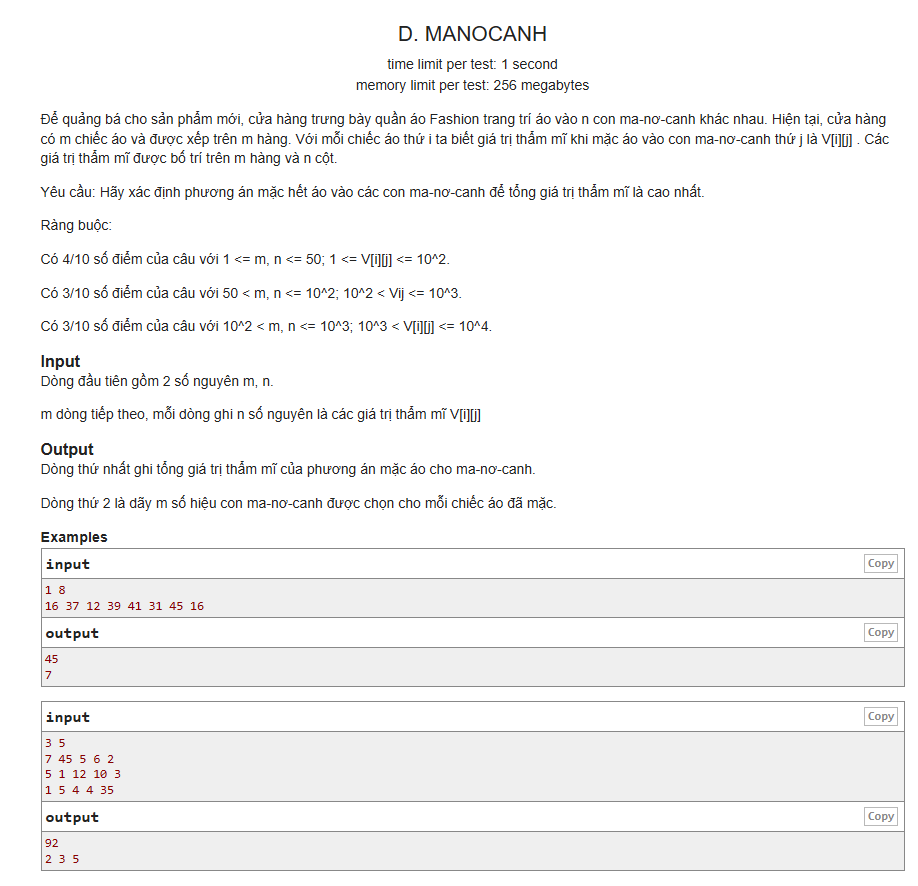 D. MANOCANH
time limit per test: 1 second
memory limit per test: 256 megabytes
Để quảng bá cho sản phẩm mới, cửa hàng trưng bày quần áo Fashion trang trí áo vào n con ma-nơ-canh khác nhau. Hiện tại, cửa hàng
có m chiếc áo và được xếp trên m hàng. Với mỗi chiếc áo thứ i ta biết giá trị thẩm mĩ khi mặc áo vào con ma-nơ-canh thứ j là V[i][j] . Các
giá trị thẩm mĩ được bố trí trên m hàng và n cột.
Yêu cầu: Hãy xác định phương án mặc hết áo vào các con ma-nơ-canh để tổng giá trị thẩm mĩ là cao nhất.
Ràng buộc:
Có 4/10 số điểm của câu với 1 <= m, n <= 50; 1 <= V[i][j] <= 10^2.
Có 3/10 số điểm của câu với 50 < m, n <= 10^2; 10^2 < Vij <= 10^3.
Có 3/10 số điểm của câu với 10^2 < m, n <= 10^3; 10^3 < V[i][j] <= 10^4.
Input
Dòng đầu tiên gồm 2 số nguyên m, n.
m dòng tiếp theo, mỗi dòng ghi n số nguyên là các giá trị thẩm mĩ V[i][j]
Output
Dòng thứ nhất ghi tổng giá trị thẩm mĩ của phương án mặc áo cho ma-nơ-canh.
Dòng thứ 2 là dãy m số hiệu con ma-nơ-canh được chọn cho mỗi chiếc áo đã mặc.
Examples
input
Copy
1 8
16 37 12 39 41 31 45 16
output
Copy
45
7
input
Copy
3 5
7 45 5 6 2
5 1 12 10 3
1 5 4 4 35
output
Copy
92
2 3 5